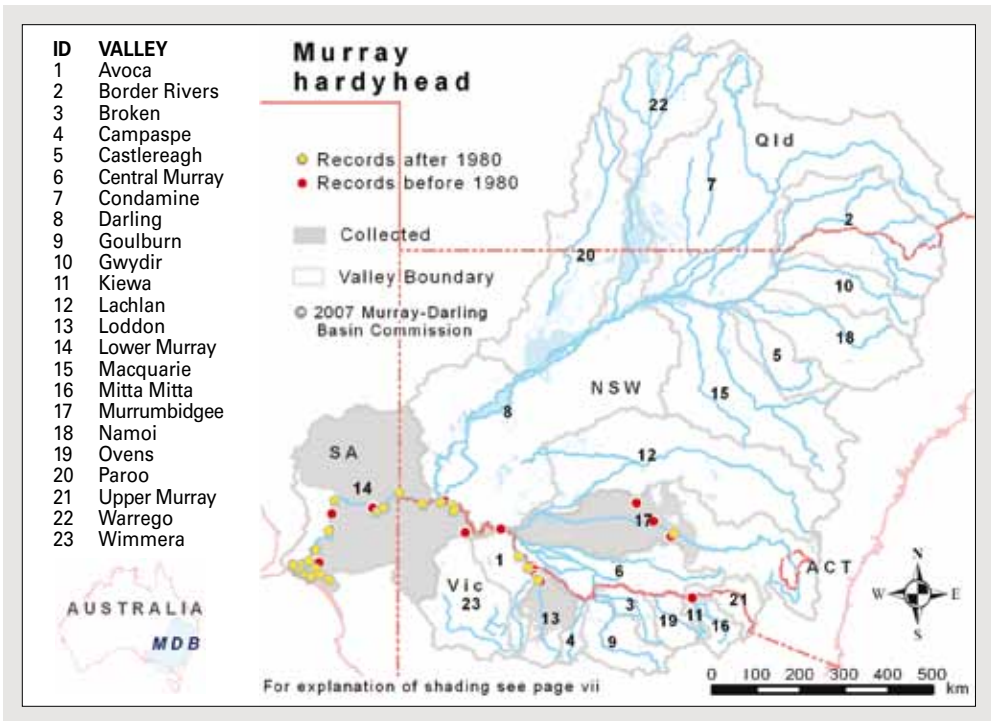 ID VALLEY
1 Avoca
2 Border Rivers
3 Broken
4 Campaspe
5 Castlereagh
6 Central Murray
7 Condamine
8 Darling
9 Goulburn
10 Gwydir
11 Kiewa
12 Lachlan
13 Loddon
14 Lower Murray
15 Macquarie
16 Mitta Mitta
17 Murrumbidgee
18 Namoi
19 Ovens
20 Paroo
21 Upper Murray
22 Warrego
23 Wimmera
AUSTRALIA
MDB
Murray
hardyhead
Records after 1980
Records before 1980
Collected
Valley Boundary
© 2007 Murray-Darling
Basin Commission
22
Qld
7
2
20
10
18
5
NSW
15
8
12
SA
14
17
1
6
ACT
Vic
23
3
21
13
19
11
16
4
9
N
W E
S
For explanation of shading see page vii
0 100 200 300 400 500
km